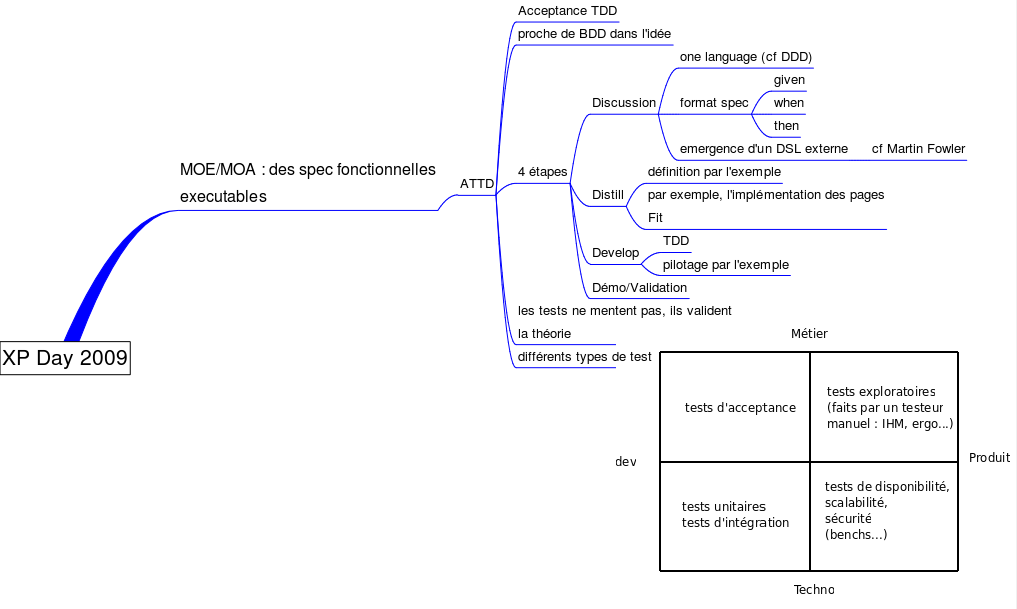 Acceptance TDD
proche de BDD dans l'idée
one language (cf DDD)
given
Discussion
format spec
when
then
emergence d'un DSL externe
cf Martin Fowler
MOE/MOA : des spec fonctionnelles
executables
ATTD
4 étapes
définition par l'exemple
Distill
par exemple, l'implémentation des pages
Fit
TDD
Develop
pilotage par l'exemple
Démo/Validation
les tests ne mentent pas, ils valident
la théorie
différents types de test
XP Day 2009
Métier
tests d'acceptance
tests exploratoires
(faits par un testeur
manuel : IHM, ergo...)
dev
Produit
tests unitaires
tests d'intégration
tests de disponibilité,
scalabilité,
sécurité
(benchs...)
Techno